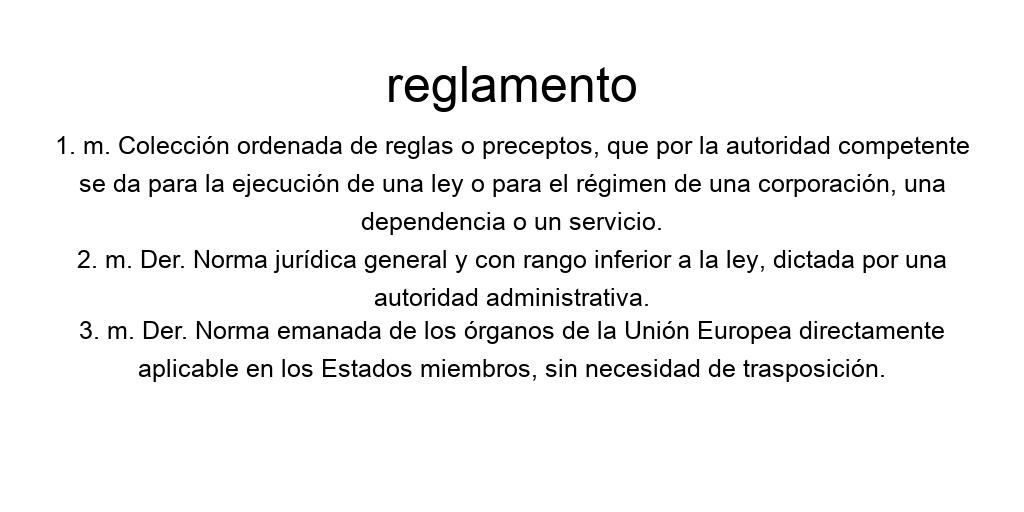 reglamento
1. m. Colección ordenada de reglas o preceptos, que por la autoridad competente
se da para la ejecución de una ley o para el régimen de una corporación, una
dependencia o un servicio.
2. m. Der. Norma jurídica general y con rango inferior a la ley, dictada por una
autoridad administrativa.
3. m. Der. Norma emanada de los órganos de la Unión Europea directamente
aplicable en los Estados miembros, sin necesidad de trasposición.